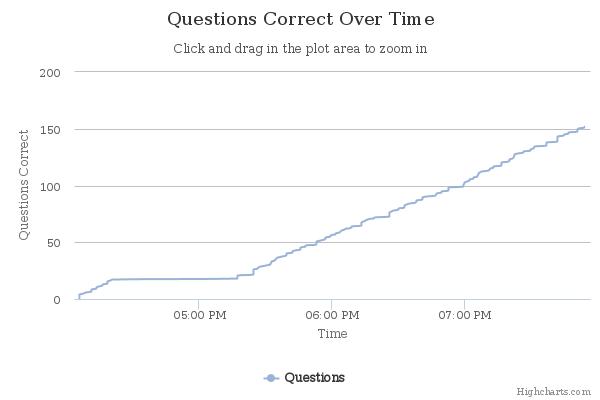 Questions Correct Over Time
Click and drag in the plot area to zoom in
Questions Correct
200
150
100
50
0
05:00 PM
06:00 PM
07:00 PM
Time
Questions
Highcharts.com